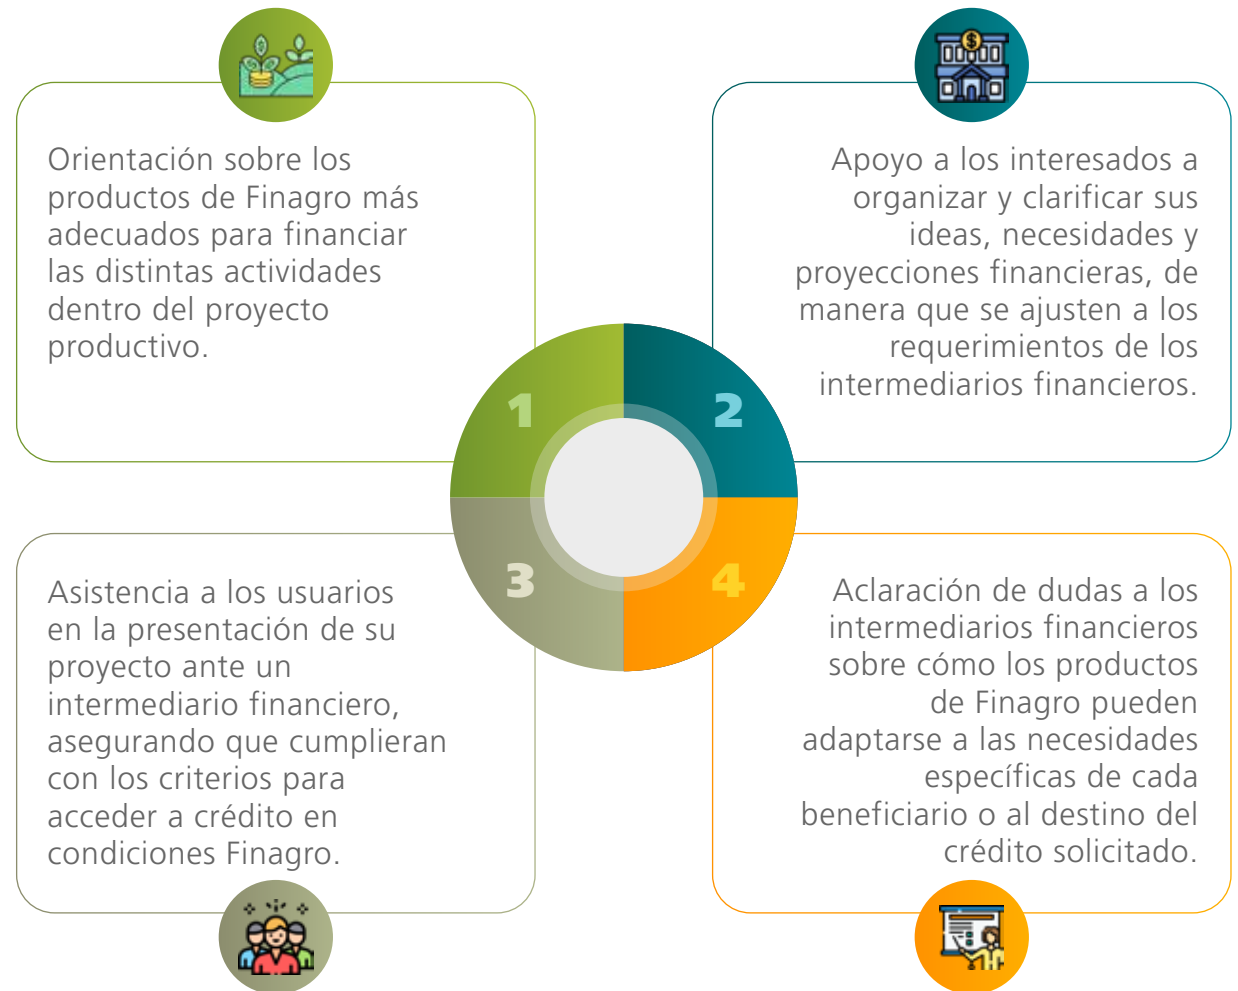 Orientación sobre los
productos de Finagro más
adecuados para financiar
las distintas actividades
dentro del proyecto
productivo.
1
Apoyo a los interesados a
organizar y clarificar sus
ideas, necesidades y
proyecciones financieras, de
manera que se ajusten a los
requerimientos de los
intermediarios financieros.
2
Asistencia a los usuarios
en la presentación de su
proyecto ante un
intermediario financiero,
asegurando que cumplieran
con los criterios para
acceder a crédito en
condiciones Finagro.
3
Aclaración de dudas a los
intermediarios financieros
sobre cómo los productos
de Finagro pueden
adaptarse a las necesidades
específicas de cada
beneficiario o al destino del
crédito solicitado.
4